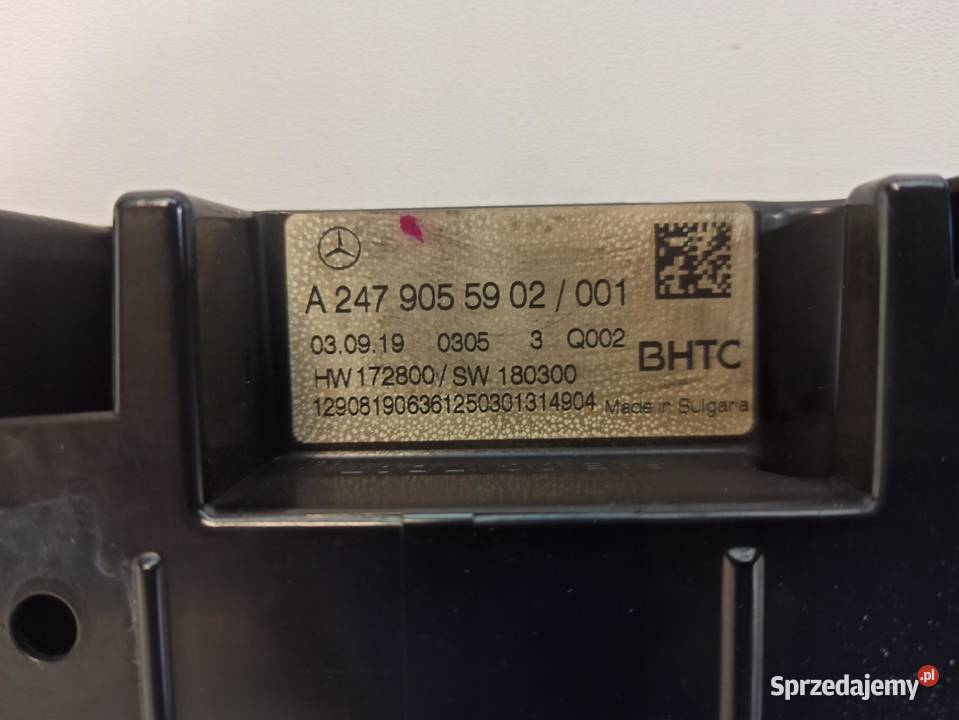 A 247 905 59 02 / 001
03.09.19 0305 3 Q002
BHTC
HW 172800 / SW 180300
129081906361250301314904 Made in Bulgaria
Sprzedajemy.pl